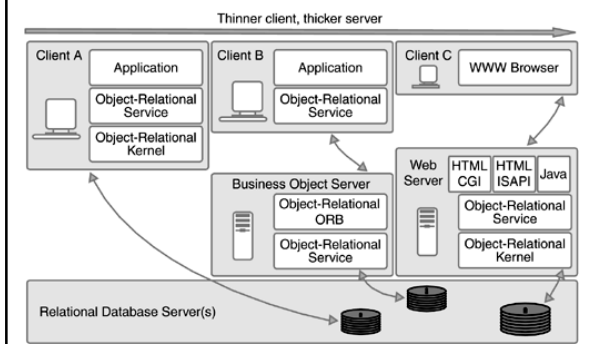 Thinner client, thicker server
Client A
Application
Object-Relational
Service
Object-Relational
Kernel
Client B
Application
Object-Relational
Service
Client C
WWW Browser
Business Object Server
Object-Relational
ORB
Object-Relational
Service
Web
Server
HTML
CGI
HTML
ISAPI
Java
Object-Relational
Service
Object-Relational
Kernel
Relational Database Server(s)